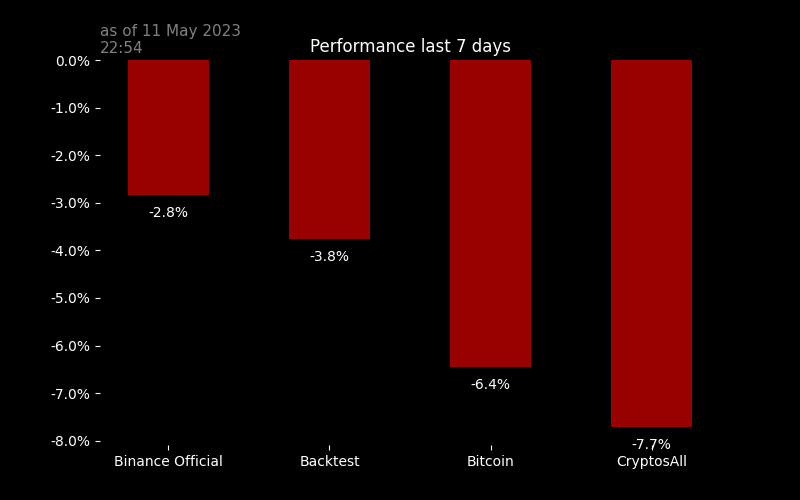 as of 11 May 2023
22:54
Performance last 7 days
0.0%
-1.0%
-2.0%
-3.0%
-4.0%
-5.0%
-6.0%
-7.0%
-8.0%
-2.8%
-3.8%
-6.4%
-7.7%
Binance Official
Backtest
Bitcoin
CryptosAll